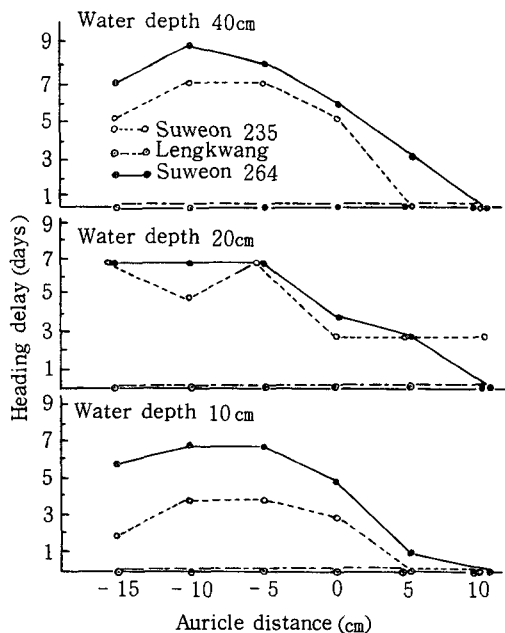 Water depth 40cm
9
7
5
3
1
Suweon 235
Lengkwang
Suweon 264
Heading delay (days)
Water depth 20cm
9
7
5
3
1
Water depth 10cm
9
7
5
3
1
-15 -10 -5 0 5 10
Auricle distance (cm)